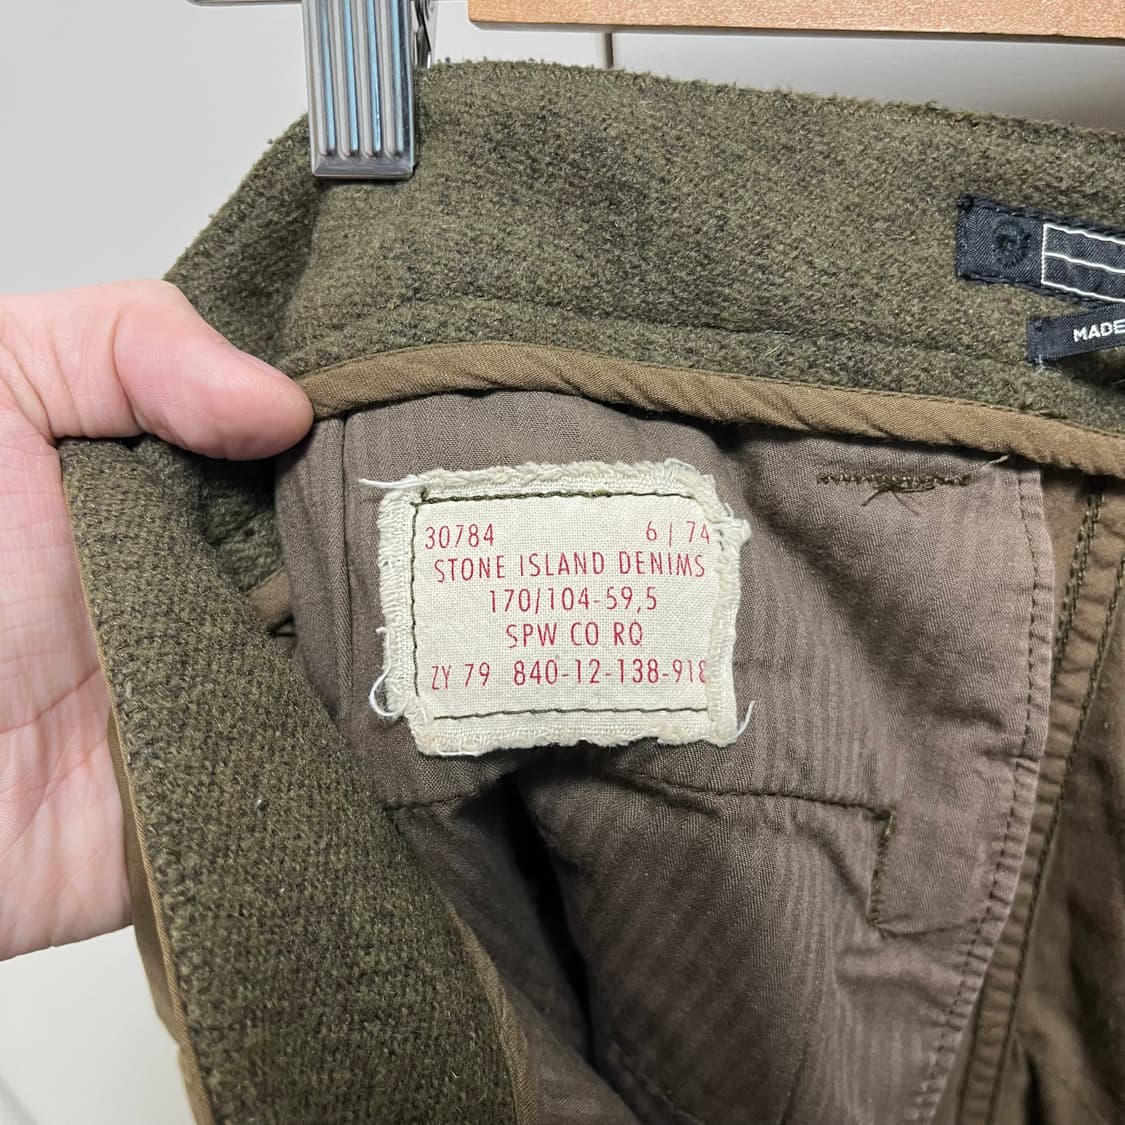 MADE
30784 6 / 74
STONE ISLAND DENIMS
170/104-59,5
SPW CO RQ
ZY 79 840-12-138-918